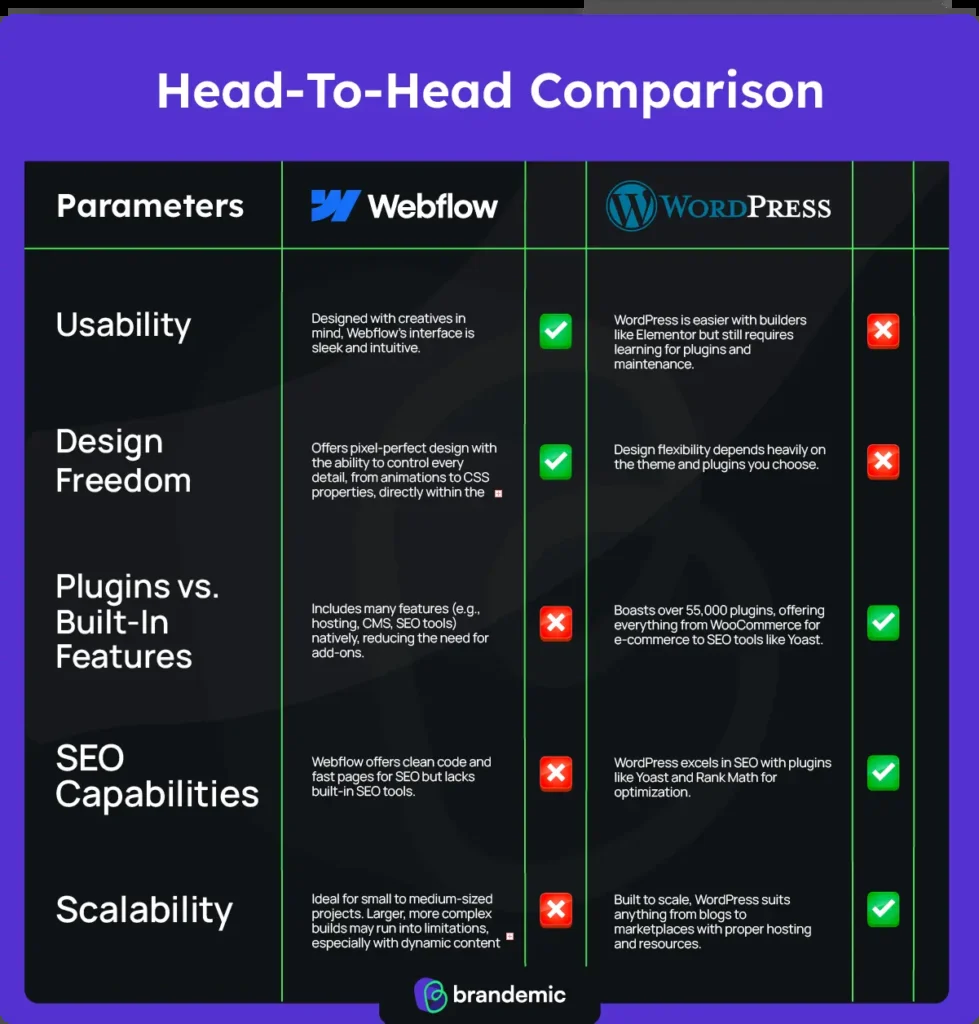 Head-To-Head Comparison
Parameters
Webflow
WORDPRESS
Usability
Designed with creatives in
mind, Webflow's interface is
sleek and intuitive.
WordPress is easier with builders
like Elementor but still requires
learning for plugins and
maintenance.
Design
Freedom
Offers pixel-perfect design with
the ability to control every
detail, from animations to CSS
properties, directly within the
Design flexibility depends heavily on
the theme and plugins you choose.
Plugins vs.
Built-In
Features
Includes many features (e.g.,
hosting, CMS, SEO tools)
natively, reducing the need for
add-ons.
Boasts over 55,000 plugins, offering
everything from WooCommerce for
e-commerce to SEO tools like Yoast.
SEO
Capabilities
Webflow offers clean code and
fast pages for SEO but lacks
built-in SEO tools.
WordPress excels in SEO with plugins
like Yoast and Rank Math for
optimization.
Scalability
Ideal for small to medium-sized
projects. Larger, more complex
builds may run into limitations,
especially with dynamic content
Built to scale, WordPress suits
anything from blogs to
marketplaces with proper hosting
and resources.
brandemic